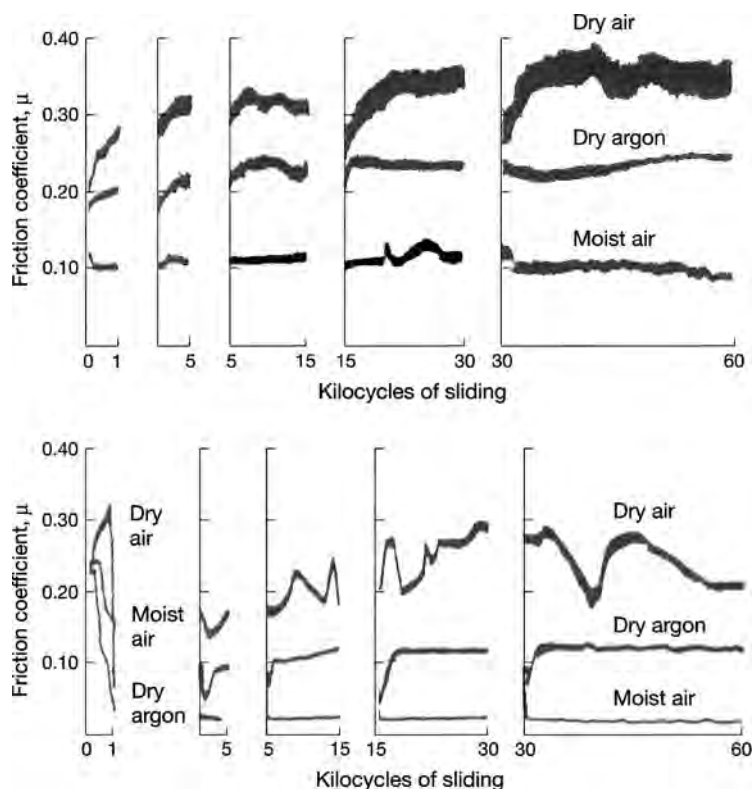 Dry air
0.40
0.30
Dry argon
0.20
Moist air
0.10
Friction coefficient, μ
0 1 5 5 15 15 30 30 60
Kilocycles of sliding
0.40
0.30
Dry
air
Dry air
0.20
Moist
air
Dry argon
0.10
Dry
argon
Moist air
Friction coefficient, μ
0 1 5 5 15 15 30 30 60
Kilocycles of sliding